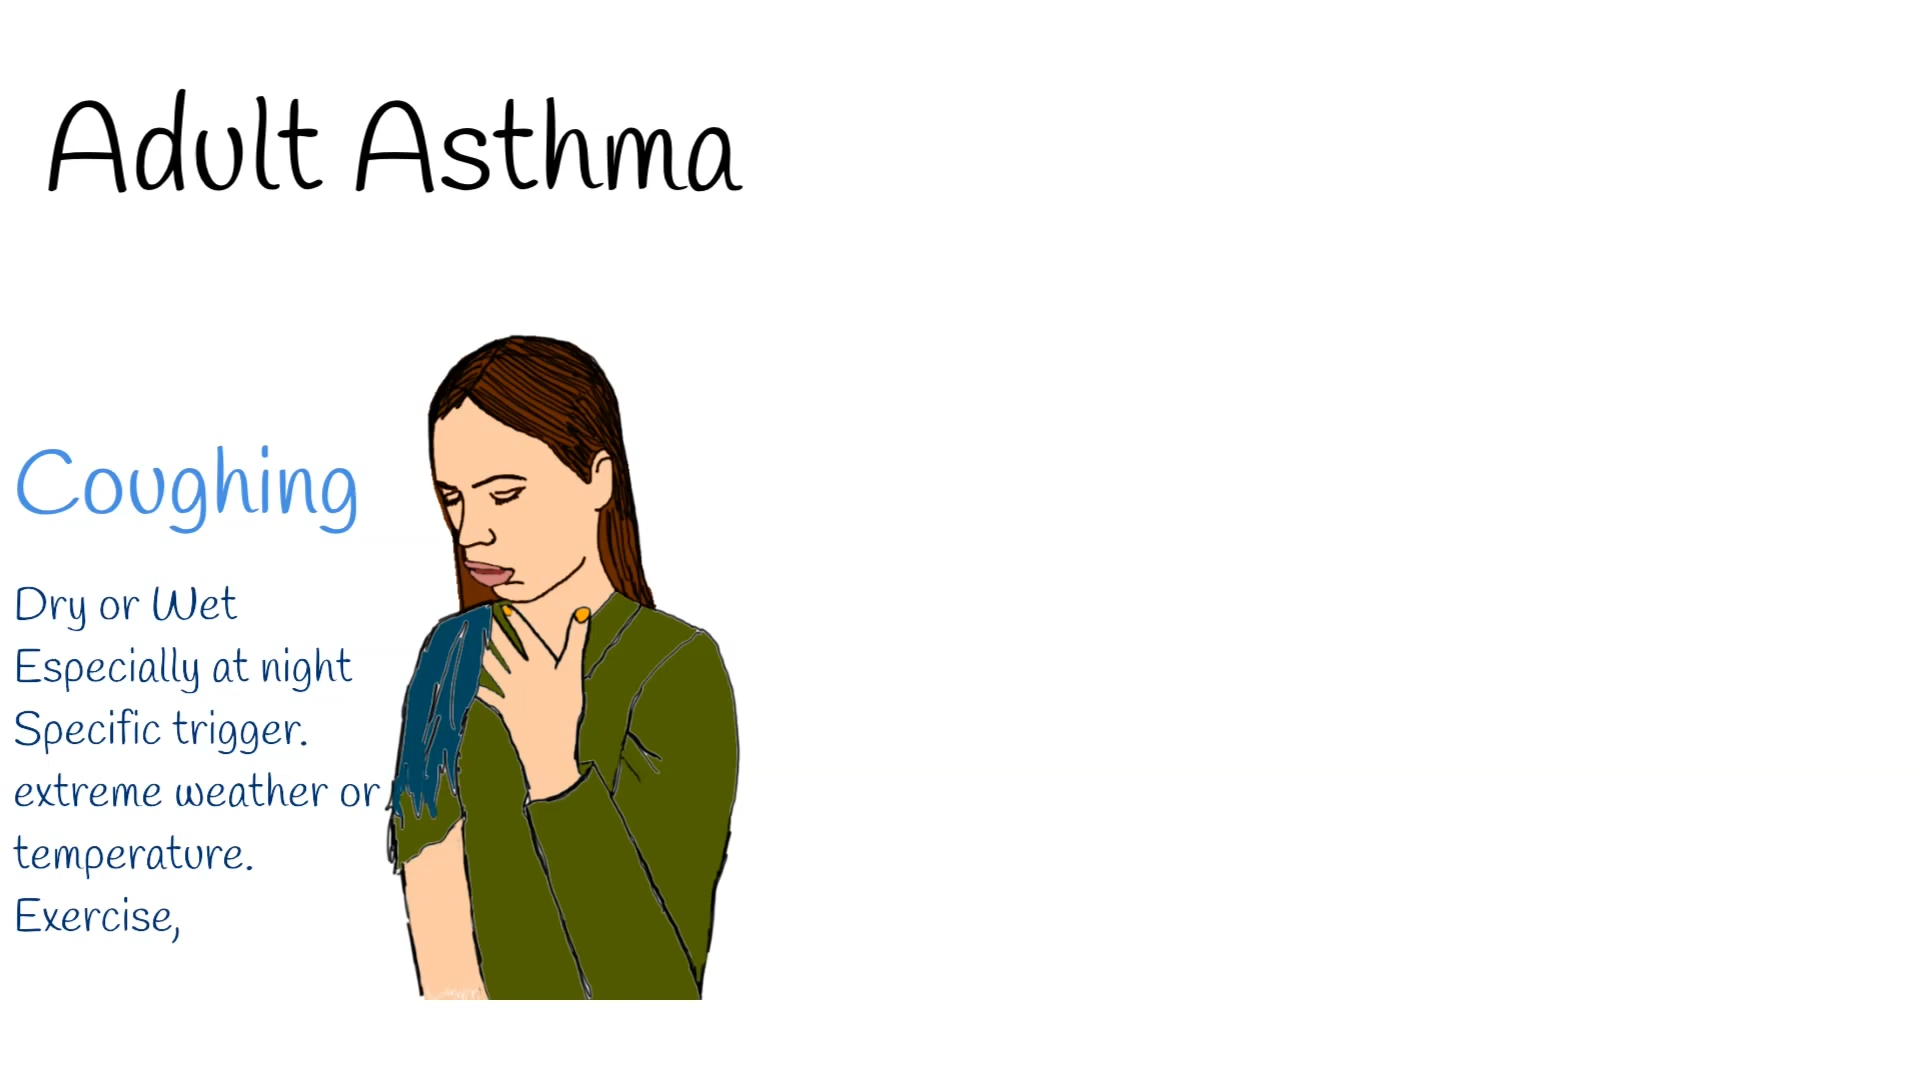 Adult Asthma
Coughing
Dry or Wet
Especially at night
Specific trigger.
extreme weather or
temperature.
Exercise,